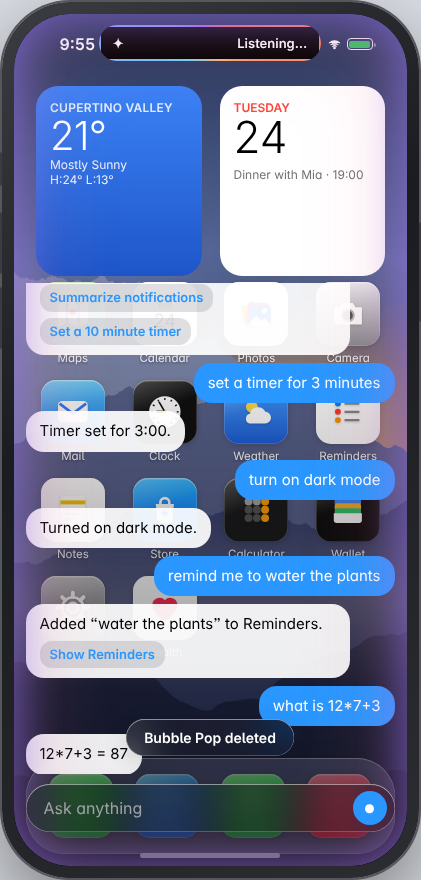 9:55
Listening...
CUPERTINO VALLEY
21°
Mostly Sunny
H:24° L:13°
TUESDAY
24
Dinner with Mia · 19:00
Summarize notifications
24
Set a 10 minute timer
Maps
Calendar
Photos
Camera
set a timer for 3 minutes
Timer set for 3:00.
Mail
Clock
Weather
Reminders
turn on dark mode
Turned on dark mode.
Notes
Store
Calculator
Wallet
remind me to water the plants
Added “water the plants” to Reminders.
Show Reminders
what is 12*7+3
Bubble Pop deleted
12*7+3 = 87
Ask anything